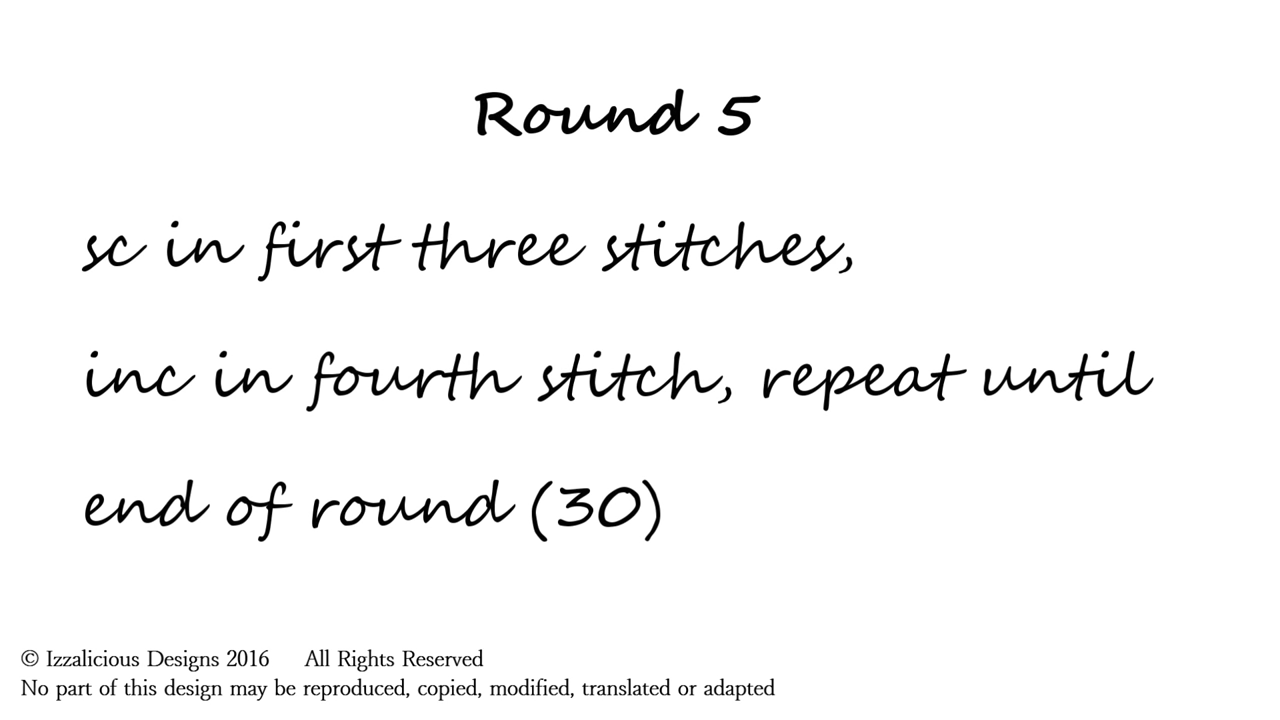 Round 5
sc in first three stitches,
inc in fourth stitch, repeat until
end of round (30)
© Izzalicious Designs 2016 All Rights Reserved
No part of this design may be reproduced, copied, modified, translated or adapted